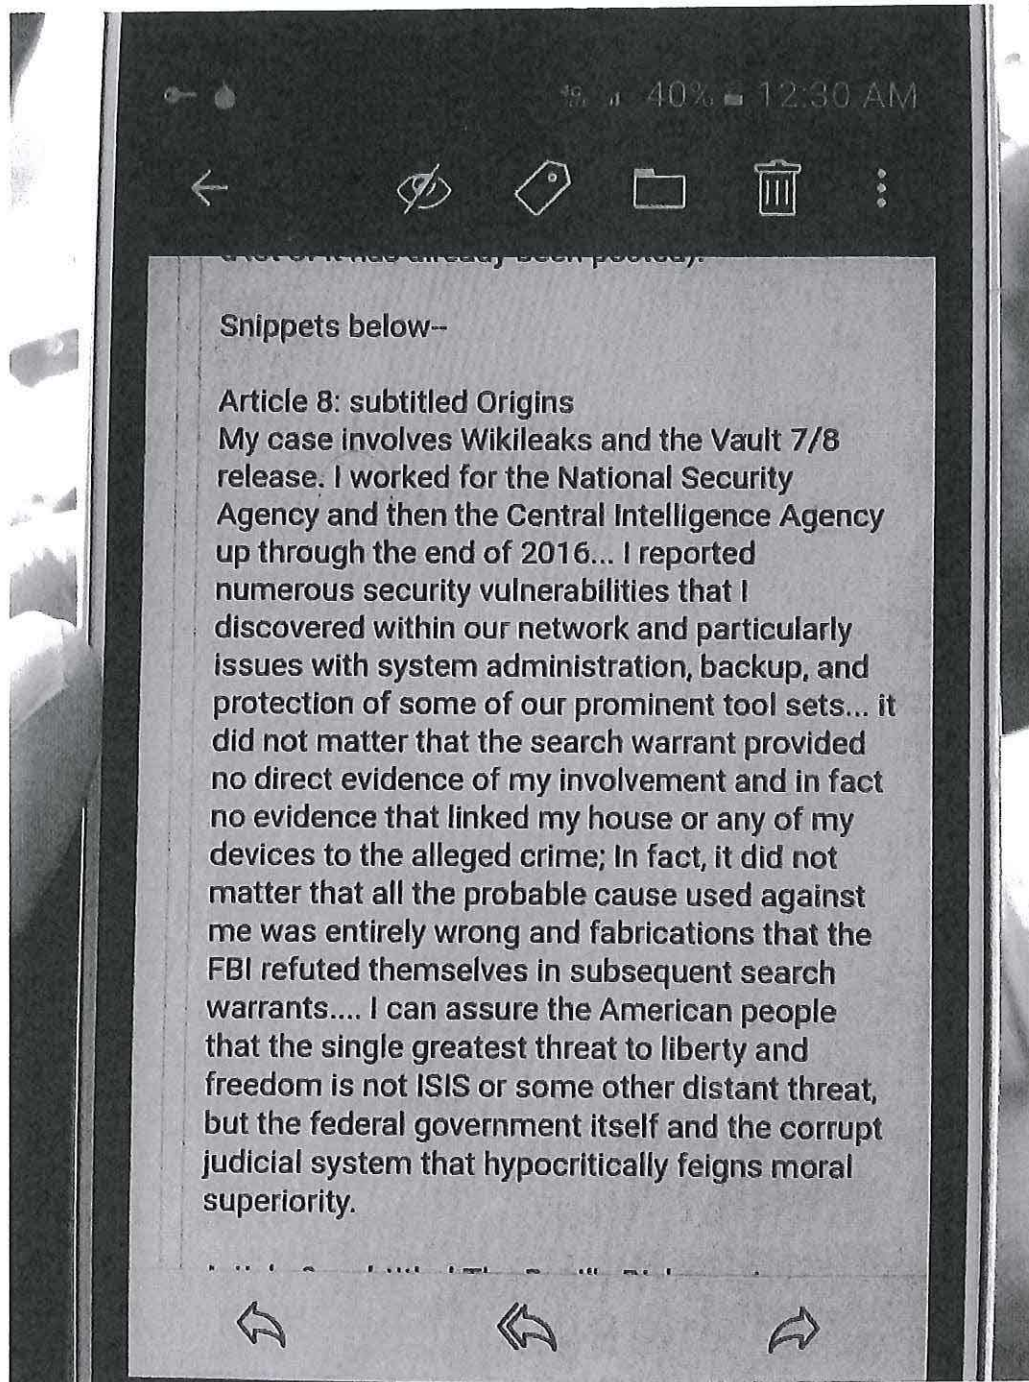 40% 12:30 AM
a lot of it has already been posted).
Snippets below--
Article 8: subtitled Origins
My case involves Wikileaks and the Vault 7/8
release. I worked for the National Security
Agency and then the Central Intelligence Agency
up through the end of 2016... I reported
numerous security vulnerabilities that I
discovered within our network and particularly
issues with system administration, backup, and
protection of some of our prominent tool sets... it
did not matter that the search warrant provided
no direct evidence of my involvement and in fact
no evidence that linked my house or any of my
devices to the alleged crime; In fact, it did not
matter that all the probable cause used against
me was entirely wrong and fabrications that the
FBI refuted themselves in subsequent search
warrants.... I can assure the American people
that the single greatest threat to liberty and
freedom is not ISIS or some other distant threat,
but the federal government itself and the corrupt
judicial system that hypocritically feigns moral
superiority.